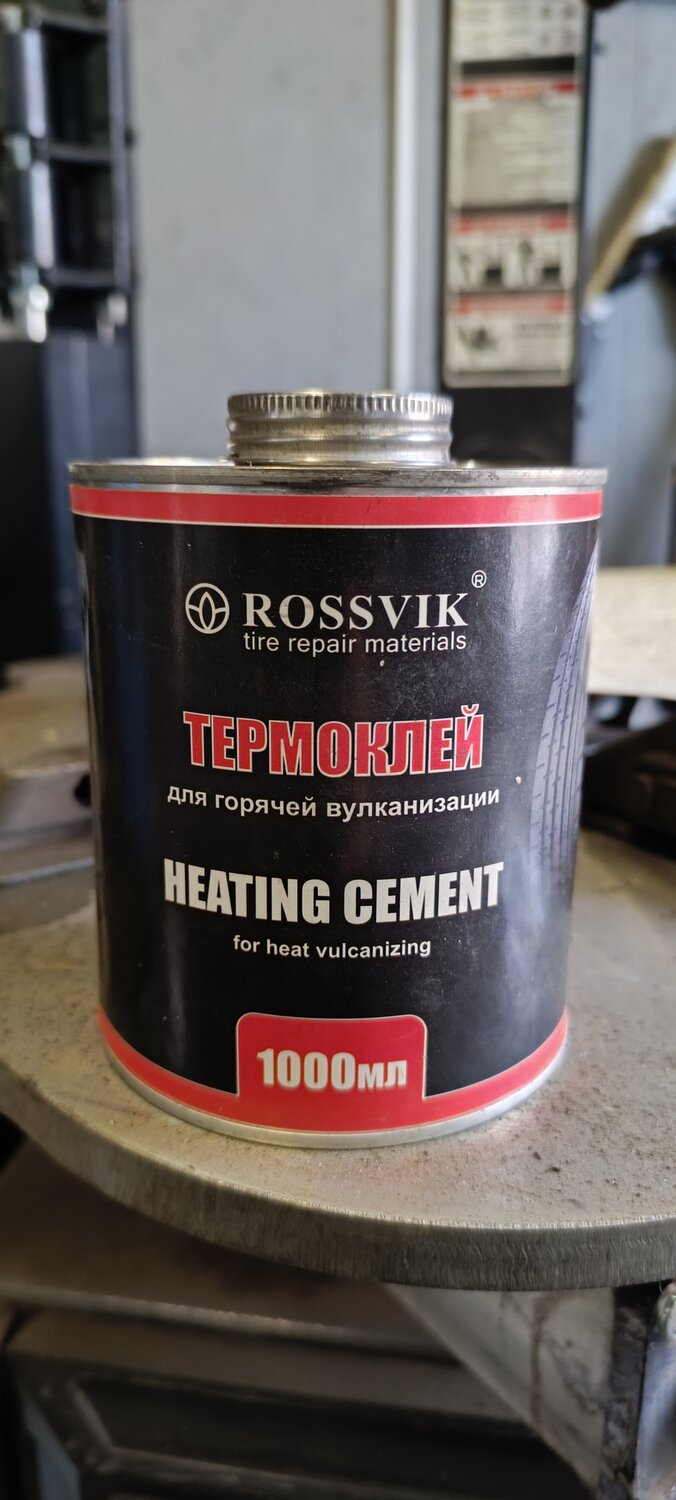 ROSSVIK®
tire repair materials
ТЕРМОКЛЕЙ
для горячей вулканизации
HEATING CEMENT
for heat vulcanizing
1000мл